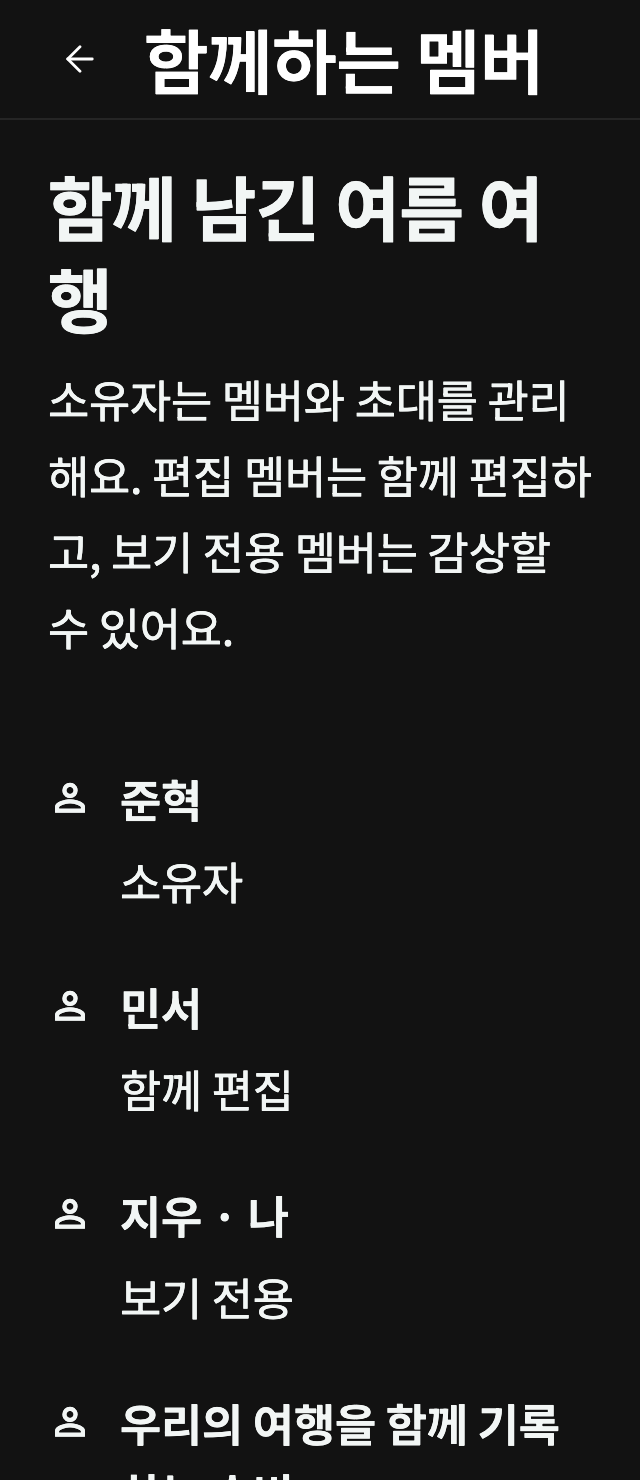 함께하는 멤버
함께 남긴 여름 여
행
소유자는 멤버와 초대를 관리
해요. 편집 멤버는 함께 편집하
고, 보기 전용 멤버는 감상할
수 있어요.
준혁
소유자
민서
함께 편집
지우 · 나
보기 전용
우리의 여행을 함께 기록